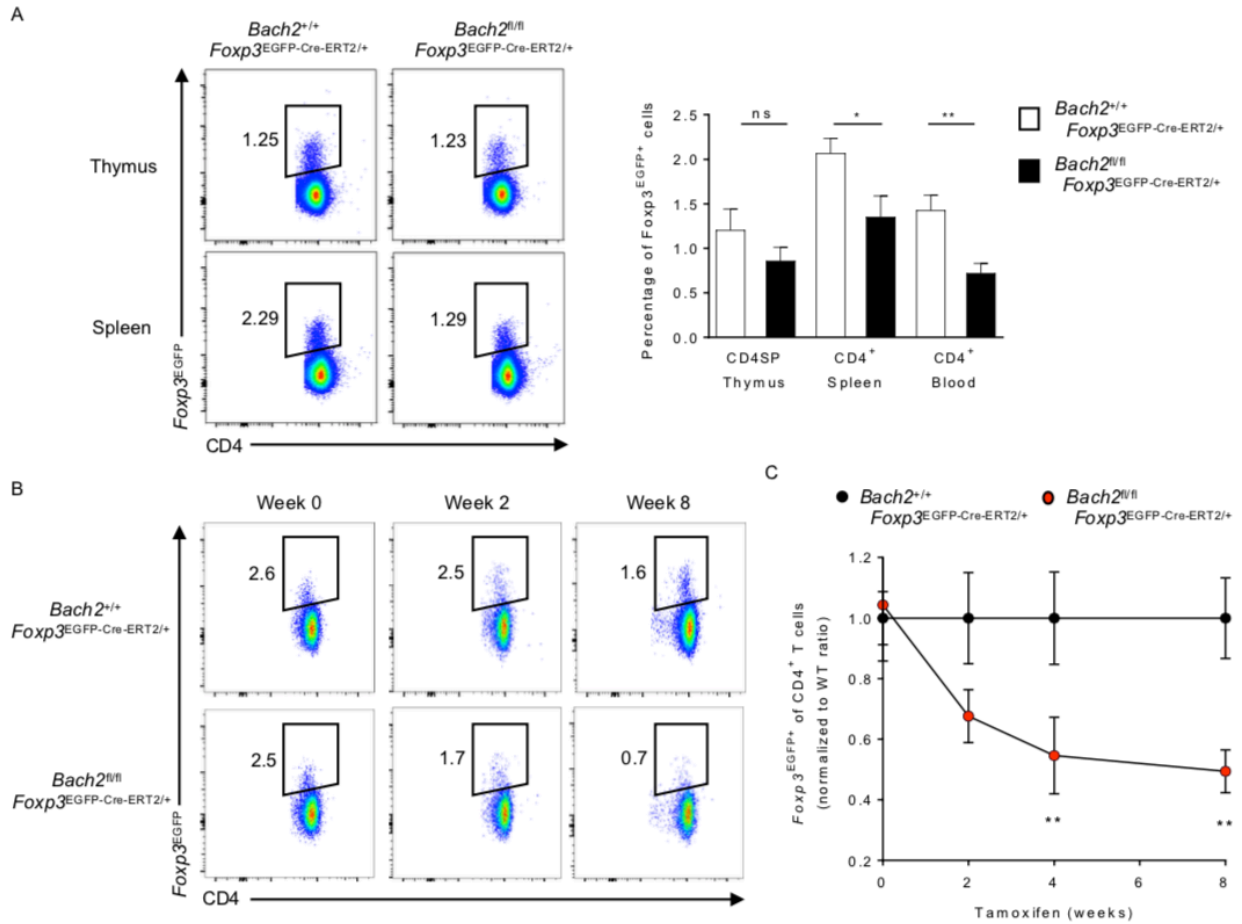 A
Bach2+/+
Foxp3EGFP-Cre-ERT2/+
Bach2fl/fl
Foxp3EGFP-Cre-ERT2/+
Thymus
1.25
1.23
Spleen
2.29
1.29
Foxp3EGFP
CD4
Percentage of Foxp3EGFP+ cells
2.5
2.0
1.5
1.0
0.5
0.0
ns
*
**
CD4SP
Thymus
CD4+
Spleen
CD4+
Blood
Bach2+/+
Foxp3EGFP-Cre-ERT2/+
Bach2fl/fl
Foxp3EGFP-Cre-ERT2/+
B
Week 0
Week 2
Week 8
Bach2+/+
Foxp3EGFP-Cre-ERT2/+
2.6
2.5
1.6
Bach2fl/fl
Foxp3EGFP-Cre-ERT2/+
2.5
1.7
0.7
Foxp3EGFP
CD4
C
Bach2+/+
Foxp3EGFP-Cre-ERT2/+
Bach2fl/fl
Foxp3EGFP-Cre-ERT2/+
Foxp3EGFP+ of CD4+ T cells
(normalized to WT ratio)
1.2
1.0
0.8
0.6
0.4
0.2
**
**
0
2
4
6
8
Tamoxifen (weeks)